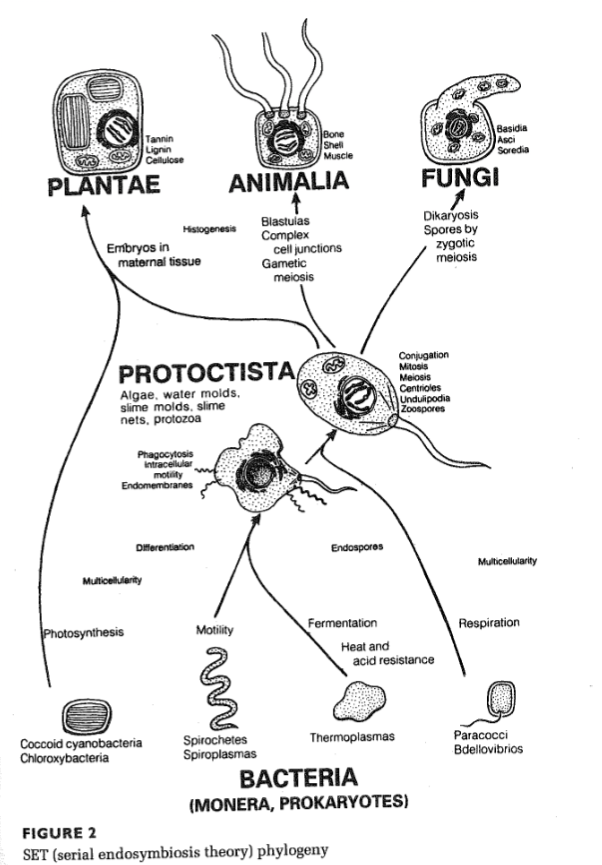 Tannin
Lignin
Cellulose
PLANTAE
Bone
Shell
Muscle
ANIMALIA
Basidia
Asci
Soredia
FUNGI
Histogenesis
Embryos in
maternal tissue
Blastulas
Complex
cell junctions
Gametic
meiosis
Dikaryosis
Spores by
zygotic
meiosis
PROTOCTISTA
Algae, water molds,
slime molds, slime
nets, protozoa
Conjugation
Mitosis
Meiosis
Centrioles
Undulipodia
Zoospores
Phagocytosis
Intracellular
motility
Endomembranes
Differentiation
Endospores
Multicellularity
Multicellularity
Photosynthesis
Motility
Fermentation
Heat and
acid resistance
Respiration
Coccoid cyanobacteria
Chloroxybacteria
Spirochetes
Spiroplasmas
Thermoplasmas
Paracocci
Bdellovibrios
BACTERIA
(MONERA, PROKARYOTES)
FIGURE 2
SET (serial endosymbiosis theory) phylogeny